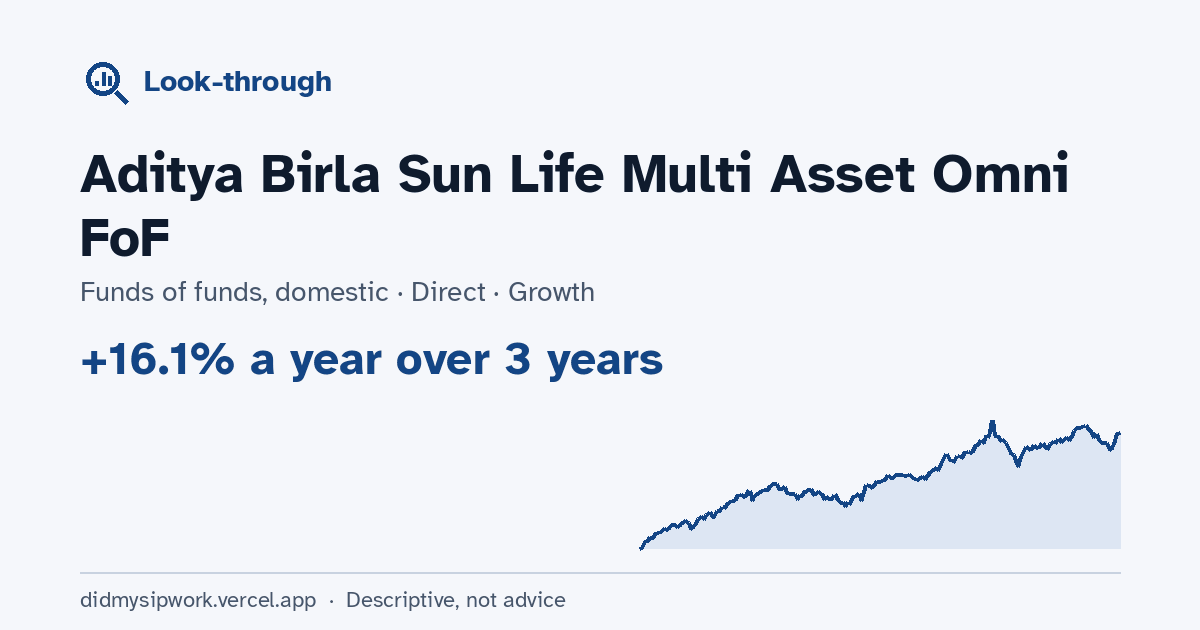 Look-through
Aditya Birla Sun Life Multi Asset Omni
FoF
Funds of funds, domestic · Direct · Growth
+16.1% a year over 3 years
didmysipwork.vercel.app · Descriptive, not advice